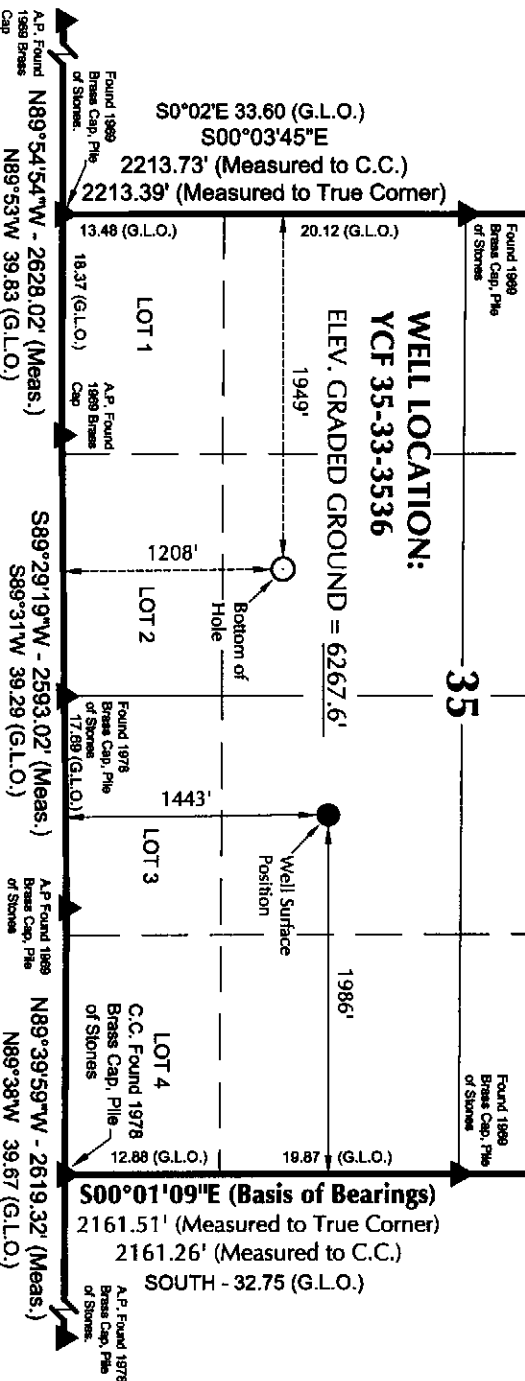 Found 1969
Brass Cap, Pile
of Stones
Found 1969
Brass Cap, Pile
of Stones
35
WELL LOCATION:
YCF 35-33-3536
ELEV. GRADED GROUND = 6267.6'
S0°02'E 33.60 (G.L.O.)
S00°03'45"E
2213.73' (Measured to C.C.)
2213.39' (Measured to True Corner)
20.12 (G.L.O.)
13.48 (G.L.O.)
1949'
Bottom of
Hole
1208'
Well Surface
Position
1986'
1443'
19.87 (G.L.O.)
12.88 (G.L.O.)
S00°01'09"E (Basis of Bearings)
2161.51' (Measured to True Corner)
2161.26' (Measured to C.C.)
SOUTH - 32.75 (G.L.O.)
LOT 1
LOT 2
LOT 3
LOT 4
C.C. Found 1978
Brass Cap, Pile
of Stones
Found 1969
Brass Cap, Pile
of Stones.
18.37 (G.L.O.)
A.P. Found
1969 Brass
Cap
17.69 (G.L.O.)
Found 1978
Brass Cap, Pile
of Stones
A.P. Found
1969 Brass
Cap
N89°54'54"W - 2628.02' (Meas.)
N89°53'W 39.83 (G.L.O.)
S89°29'19"W - 2593.02' (Meas.)
S89°31'W 39.29 (G.L.O.)
A.P Found 1969
Brass Cap, Pile
of Stones
N89°39'59"W - 2619.32' (Meas.)
N89°38'W 39.67 (G.L.O.)
A.P. Found 1978
Brass Cap, Pile
of Stones.